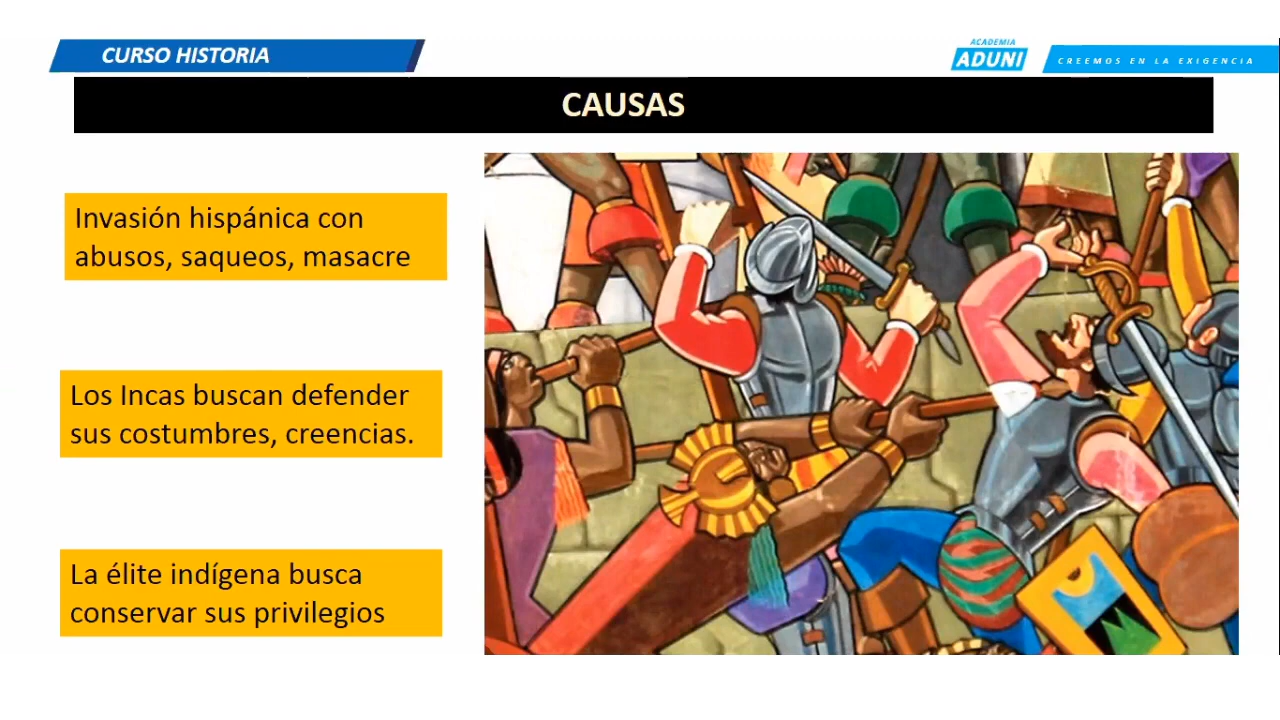 CURSO HISTORIA
ACADEMIA
ADUNI
CREEMOS EN LA EXIGENCIA
CAUSAS
Invasión hispánica con
abusos, saqueos, masacre
Los Incas buscan defender
sus costumbres, creencias.
La élite indígena busca
conservar sus privilegios